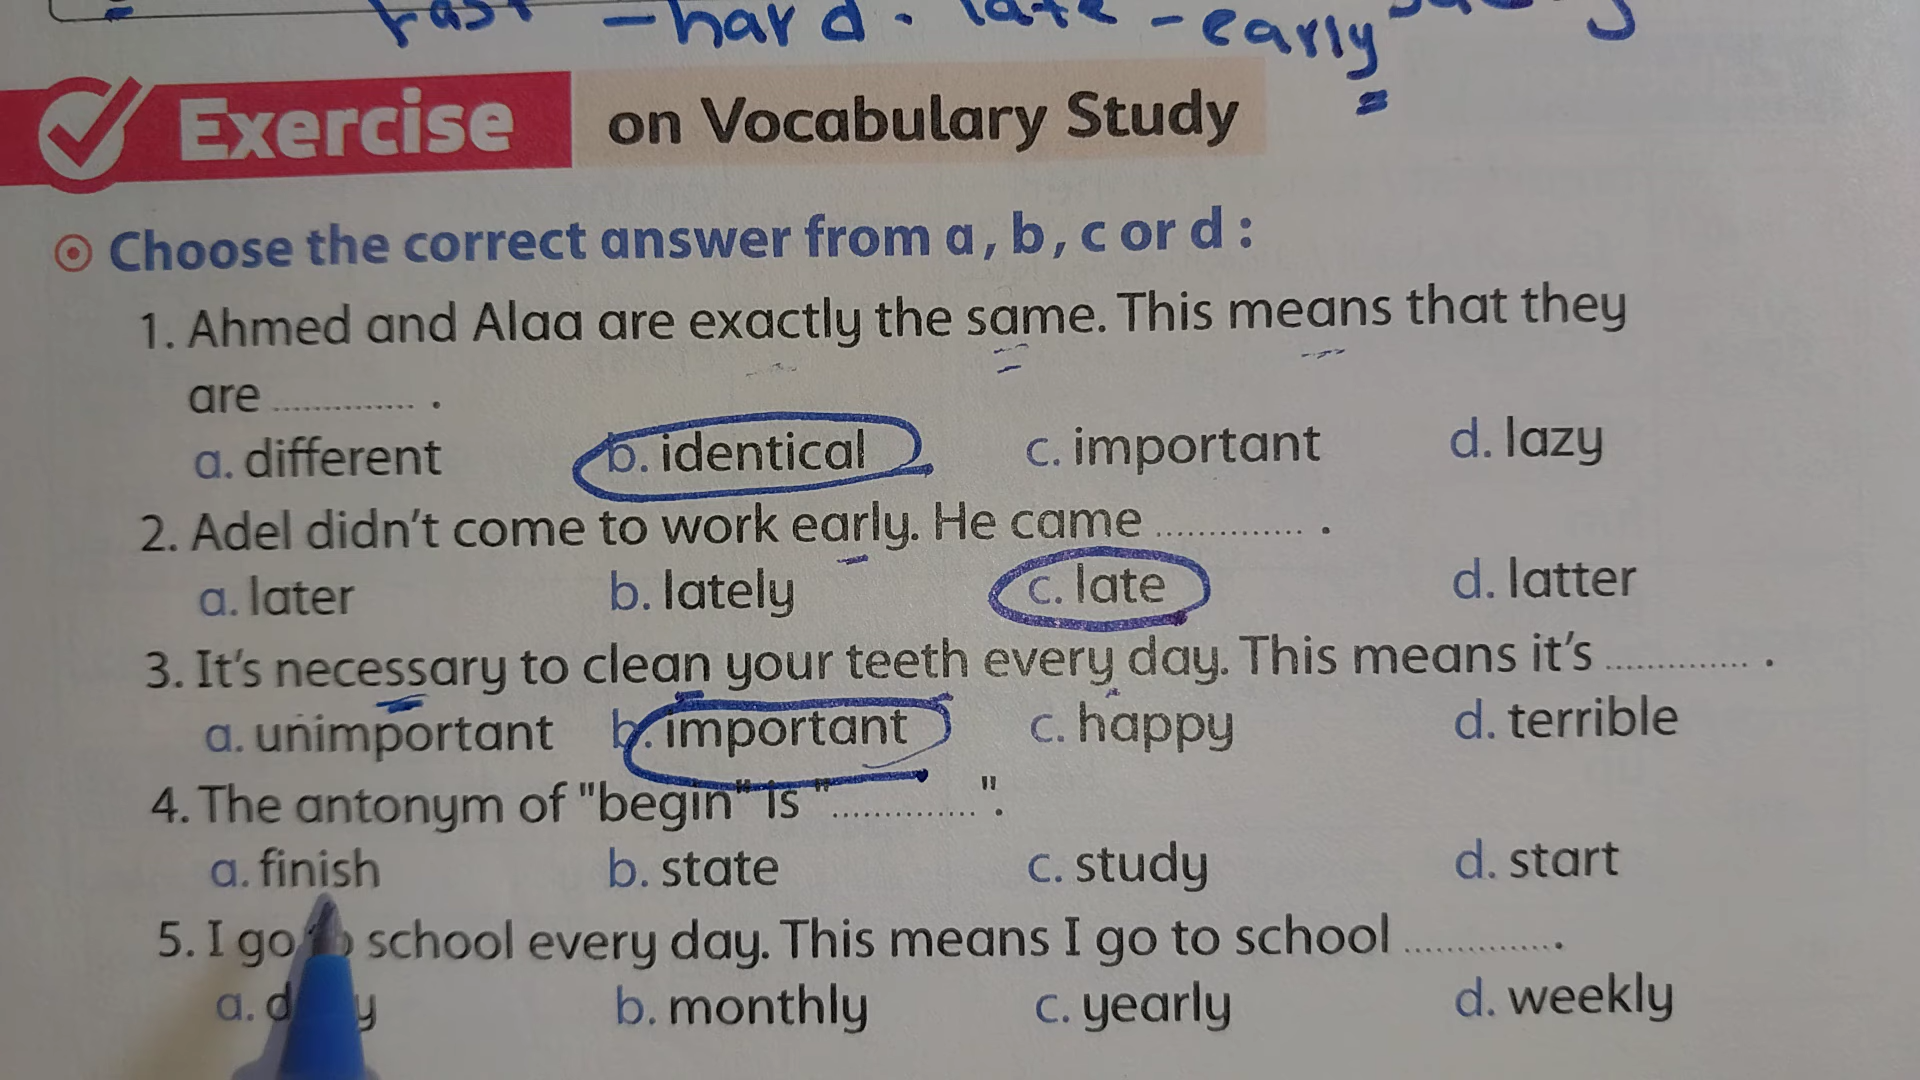 fast - hard . late - early
Exercise on Vocabulary Study
Choose the correct answer from a , b , c or d :
1. Ahmed and Alaa are exactly the same. This means that they
are .............. .
a. different b. identical c. important d. lazy
2. Adel didn't come to work early. He came .............. .
a. later b. lately c. late d. latter
3. It's necessary to clean your teeth every day. This means it's .............. .
a. unimportant b. important c. happy d. terrible
4. The antonym of "begin" is "..............".
a. finish b. state c. study d. start
5. I go school every day. This means I go to school ...............
a. b. monthly c. yearly d. weekly